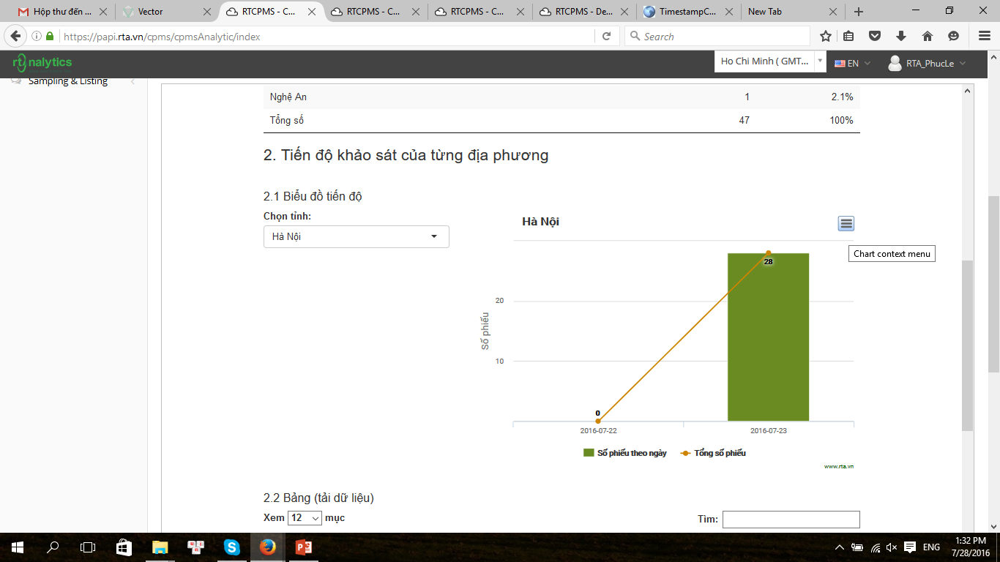 Hộp thư đến ...
Vector
RTCPMS - C...
RTCPMS - C...
RTCPMS - C...
RTCPMS - De...
TimestampC...
New Tab
https://papi.rta.vn/cpms/cpmsAnalytic/index
Search
rtAnalytics
Ho Chi Minh ( GMT...
EN
RTA_PhucLe
Sampling & Listing
Nghệ An 1 2.1%
Tổng số 47 100%
2. Tiến độ khảo sát của từng địa phương
2.1 Biểu đồ tiến độ
Chọn tỉnh:
Hà Nội
Hà Nội
Chart context menu
28
20
Số phiếu
10
0
2016-07-22 2016-07-23
Số phiếu theo ngày Tổng số phiếu
www.rta.vn
2.2 Bảng (tải dữ liệu)
Xem 12 mục
Tìm:
ENG
1:32 PM
7/28/2016